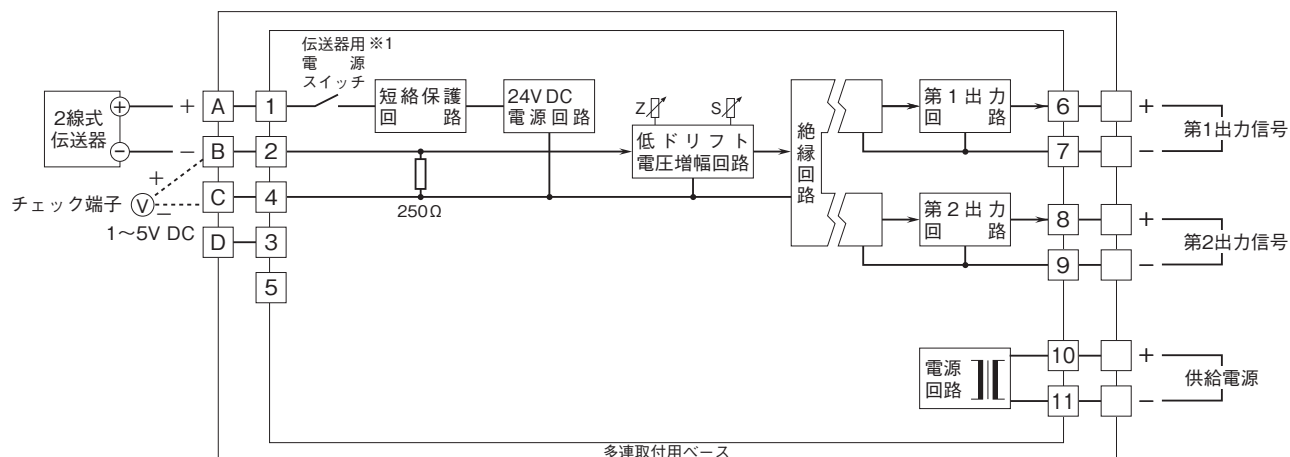 伝送器用 ※1
電源
スイッチ
短絡保護
回路
24V DC
電源回路
Z
S
低ドリフト
電圧増幅回路
絶縁回路
第1出力
回路
第2出力
回路
2線式
伝送器
+
−
+
−
A
B
C
D
1
2
4
3
5
250Ω
+
−
V
チェック端子
1～5V DC
6
7
8
9
10
11
+
−
第1出力信号
+
−
第2出力信号
電源
回路
+
−
供給電源
多連取付用ベース